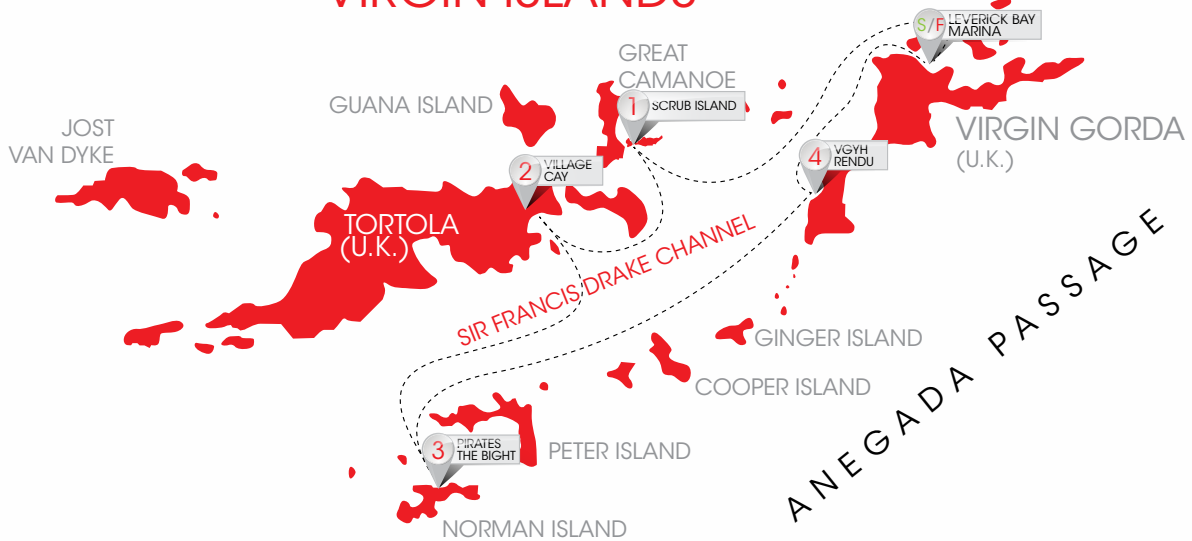 VIRGIN ISLANDS
S/F
LEVERICK BAY
MARINA
GREAT
CAMANOE
1
SCRUB ISLAND
GUANA ISLAND
JOST
VAN DYKE
VIRGIN GORDA
(U.K.)
4
VGYH
RENDU
2
VILLAGE
CAY
TORTOLA
(U.K.)
SIR FRANCIS DRAKE CHANNEL
ANEGADA PASSAGE
GINGER ISLAND
COOPER ISLAND
3
PIRATES
THE BIGHT
PETER ISLAND
NORMAN ISLAND